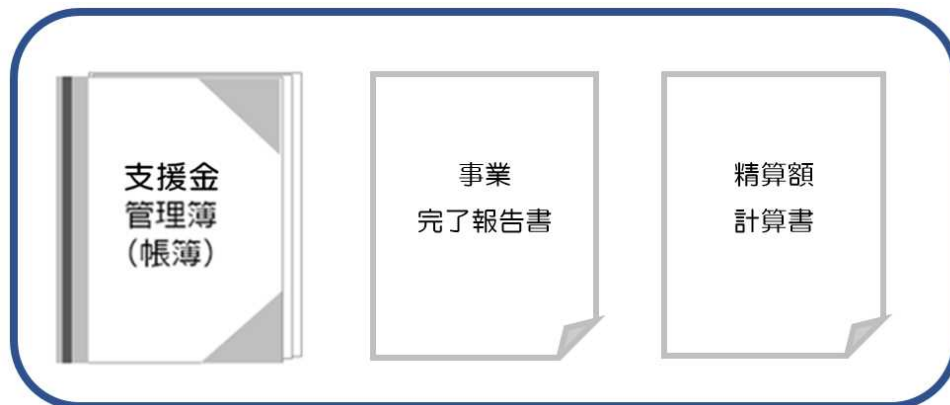 支援金
管理簿
（帳簿）
事業
完了報告書
精算額
計算書